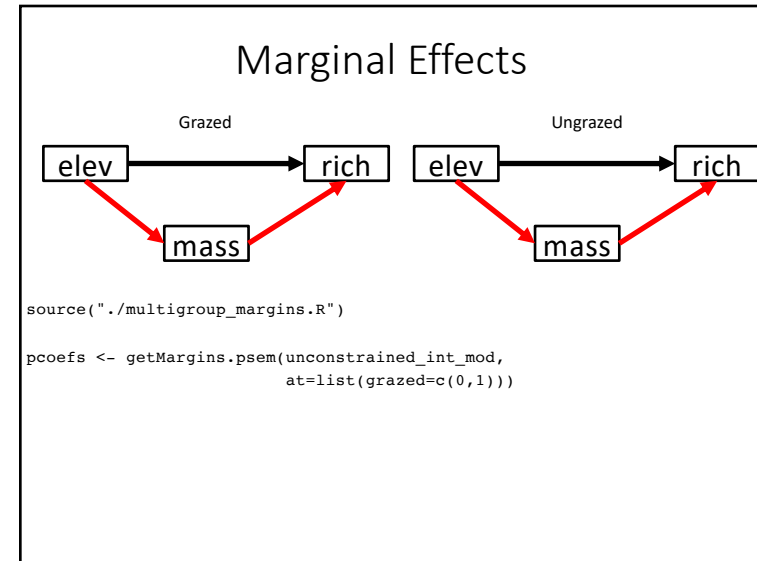 Marginal Effects
Grazed
Ungrazed
elev
rich
elev
rich
mass
mass
source("./multigroup_margins.R")
pcoefs <- getMargins.psem(unconstrained_int_mod,
at=list(grazed=c(0,1)))